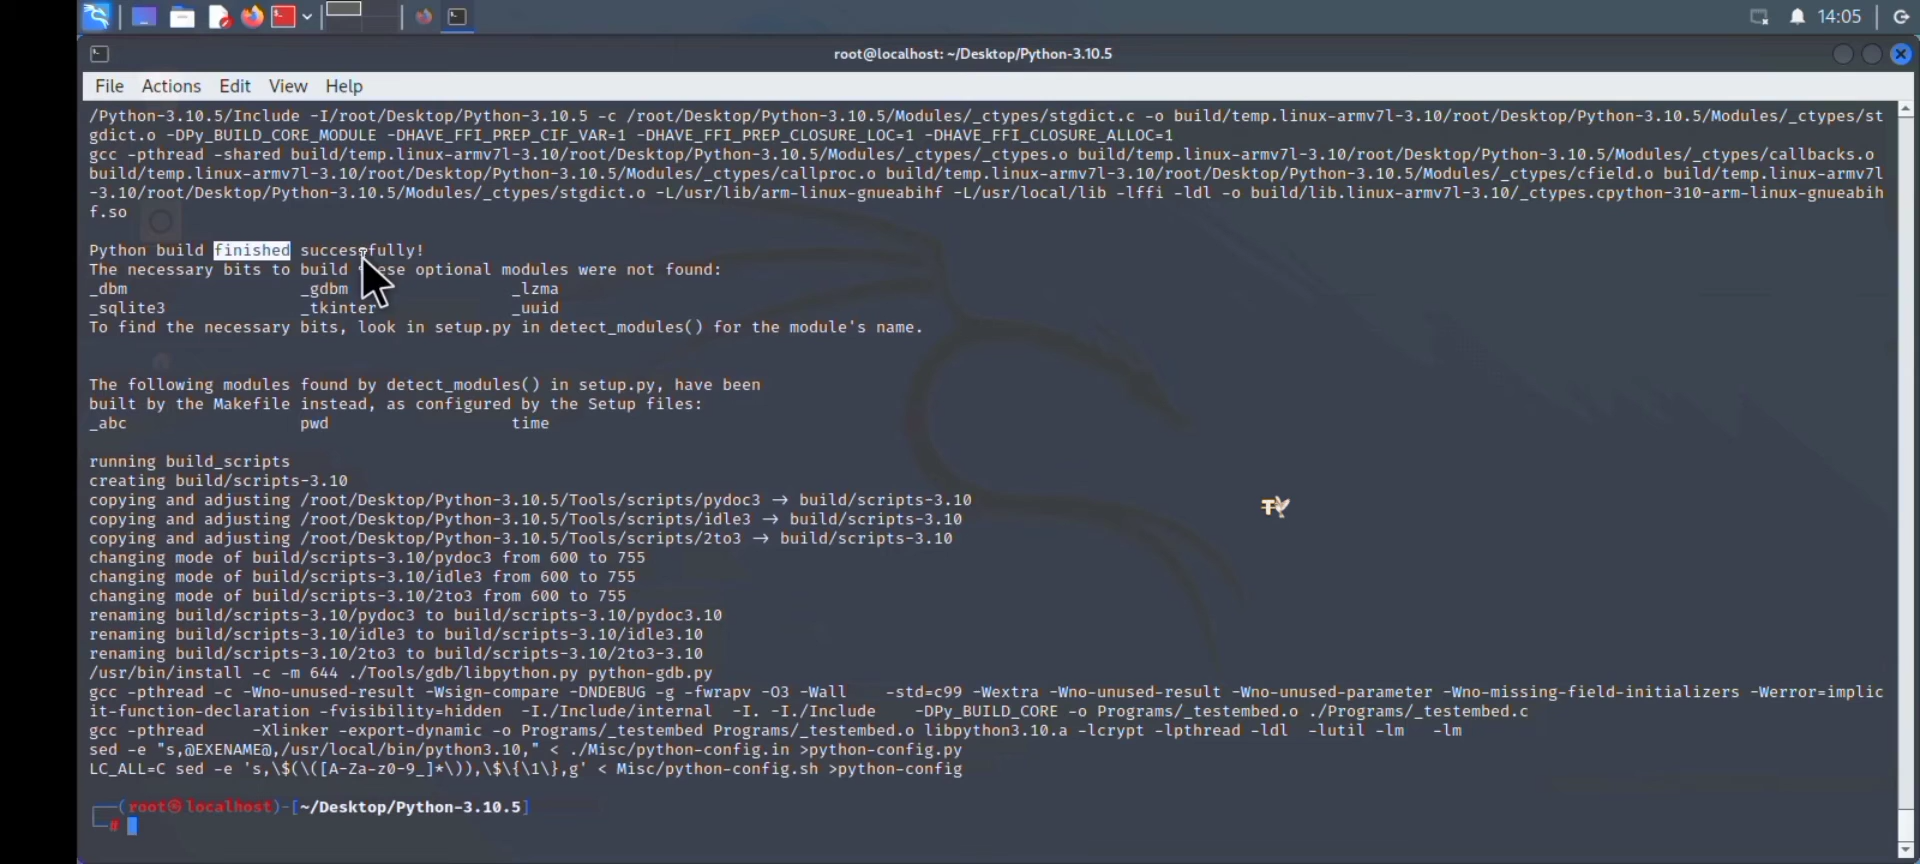 14:05
root@localhost: ~/Desktop/Python-3.10.5
File Actions Edit View Help
/Python-3.10.5/Include -I/root/Desktop/Python-3.10.5 -c /root/Desktop/Python-3.10.5/Modules/_ctypes/stgdict.c -o build/temp.linux-armv7l-3.10/root/Desktop/Python-3.10.5/Modules/_ctypes/st
gdict.o -DPy_BUILD_CORE_MODULE -DHAVE_FFI_PREP_CIF_VAR=1 -DHAVE_FFI_PREP_CLOSURE_LOC=1 -DHAVE_FFI_CLOSURE_ALLOC=1
gcc -pthread -shared build/temp.linux-armv7l-3.10/root/Desktop/Python-3.10.5/Modules/_ctypes/_ctypes.o build/temp.linux-armv7l-3.10/root/Desktop/Python-3.10.5/Modules/_ctypes/callbacks.o
build/temp.linux-armv7l-3.10/root/Desktop/Python-3.10.5/Modules/_ctypes/callproc.o build/temp.linux-armv7l-3.10/root/Desktop/Python-3.10.5/Modules/_ctypes/cfield.o build/temp.linux-armv7l
-3.10/root/Desktop/Python-3.10.5/Modules/_ctypes/stgdict.o -L/usr/lib/arm-linux-gnueabihf -L/usr/local/lib -lffi -ldl -o build/lib.linux-armv7l-3.10/_ctypes.cpython-310-arm-linux-gnueabih
f.so
Python build finished successfully!
The necessary bits to build these optional modules were not found:
_dbm _gdbm _lzma
_sqlite3 _tkinter _uuid
To find the necessary bits, look in setup.py in detect_modules() for the module's name.
The following modules found by detect_modules() in setup.py, have been
built by the Makefile instead, as configured by the Setup files:
_abc pwd time
running build_scripts
creating build/scripts-3.10
copying and adjusting /root/Desktop/Python-3.10.5/Tools/scripts/pydoc3 → build/scripts-3.10
copying and adjusting /root/Desktop/Python-3.10.5/Tools/scripts/idle3 → build/scripts-3.10
copying and adjusting /root/Desktop/Python-3.10.5/Tools/scripts/2to3 → build/scripts-3.10
changing mode of build/scripts-3.10/pydoc3 from 600 to 755
changing mode of build/scripts-3.10/idle3 from 600 to 755
changing mode of build/scripts-3.10/2to3 from 600 to 755
renaming build/scripts-3.10/pydoc3 to build/scripts-3.10/pydoc3.10
renaming build/scripts-3.10/idle3 to build/scripts-3.10/idle3.10
renaming build/scripts-3.10/2to3 to build/scripts-3.10/2to3-3.10
/usr/bin/install -c -m 644 ./Tools/gdb/libpython.py python-gdb.py
gcc -pthread -c -Wno-unused-result -Wsign-compare -DNDEBUG -g -fwrapv -O3 -Wall -std=c99 -Wextra -Wno-unused-result -Wno-unused-parameter -Wno-missing-field-initializers -Werror=implic
it-function-declaration -fvisibility=hidden -I./Include/internal -I. -I./Include -DPy_BUILD_CORE -o Programs/_testembed.o ./Programs/_testembed.c
gcc -pthread -Xlinker -export-dynamic -o Programs/_testembed Programs/_testembed.o libpython3.10.a -lcrypt -lpthread -ldl -lutil -lm -lm
sed -e "s,@EXENAME@,/usr/local/bin/python3.10," < ./Misc/python-config.in >python-config.py
LC_ALL=C sed -e 's,\$(\([A-Za-z0-9_]*\)),\$\{\1\},g' < Misc/python-config.sh >python-config
┌──(root㉿localhost)-[~/Desktop/Python-3.10.5]
└─#